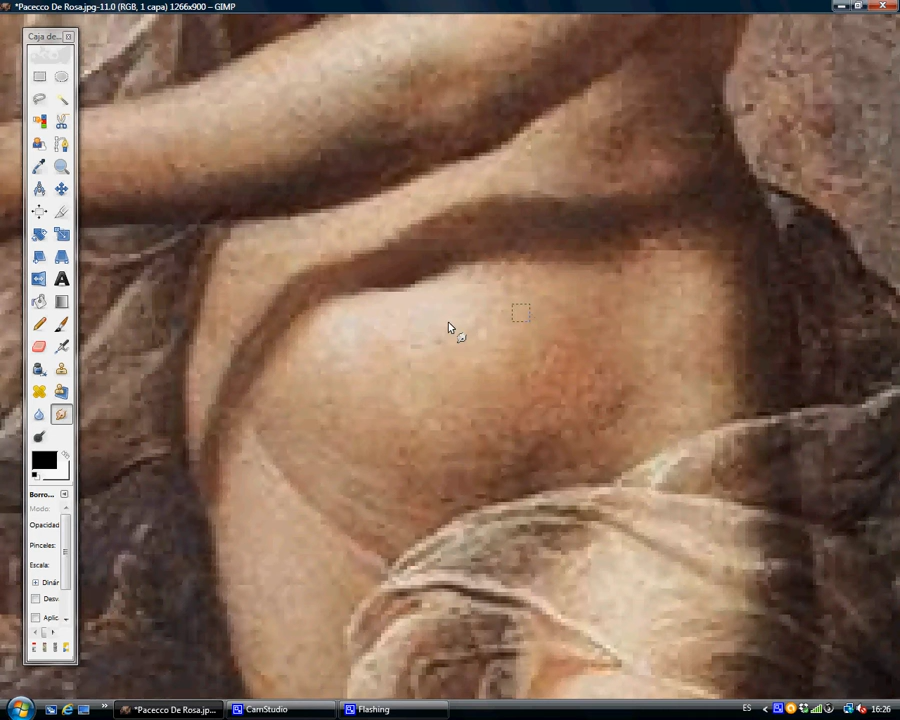 *Pacecco De Rosa.jpg-11.0 (RGB, 1 capa) 1266x900 – GIMP
Caja de...
A
Borro...
Modo:
Opacidad
Pinceles:
Escala:
Dinár
Desv
Aplic
*Pacecco De Rosa.jp...
CamStudio
Flashing
ES
16:26